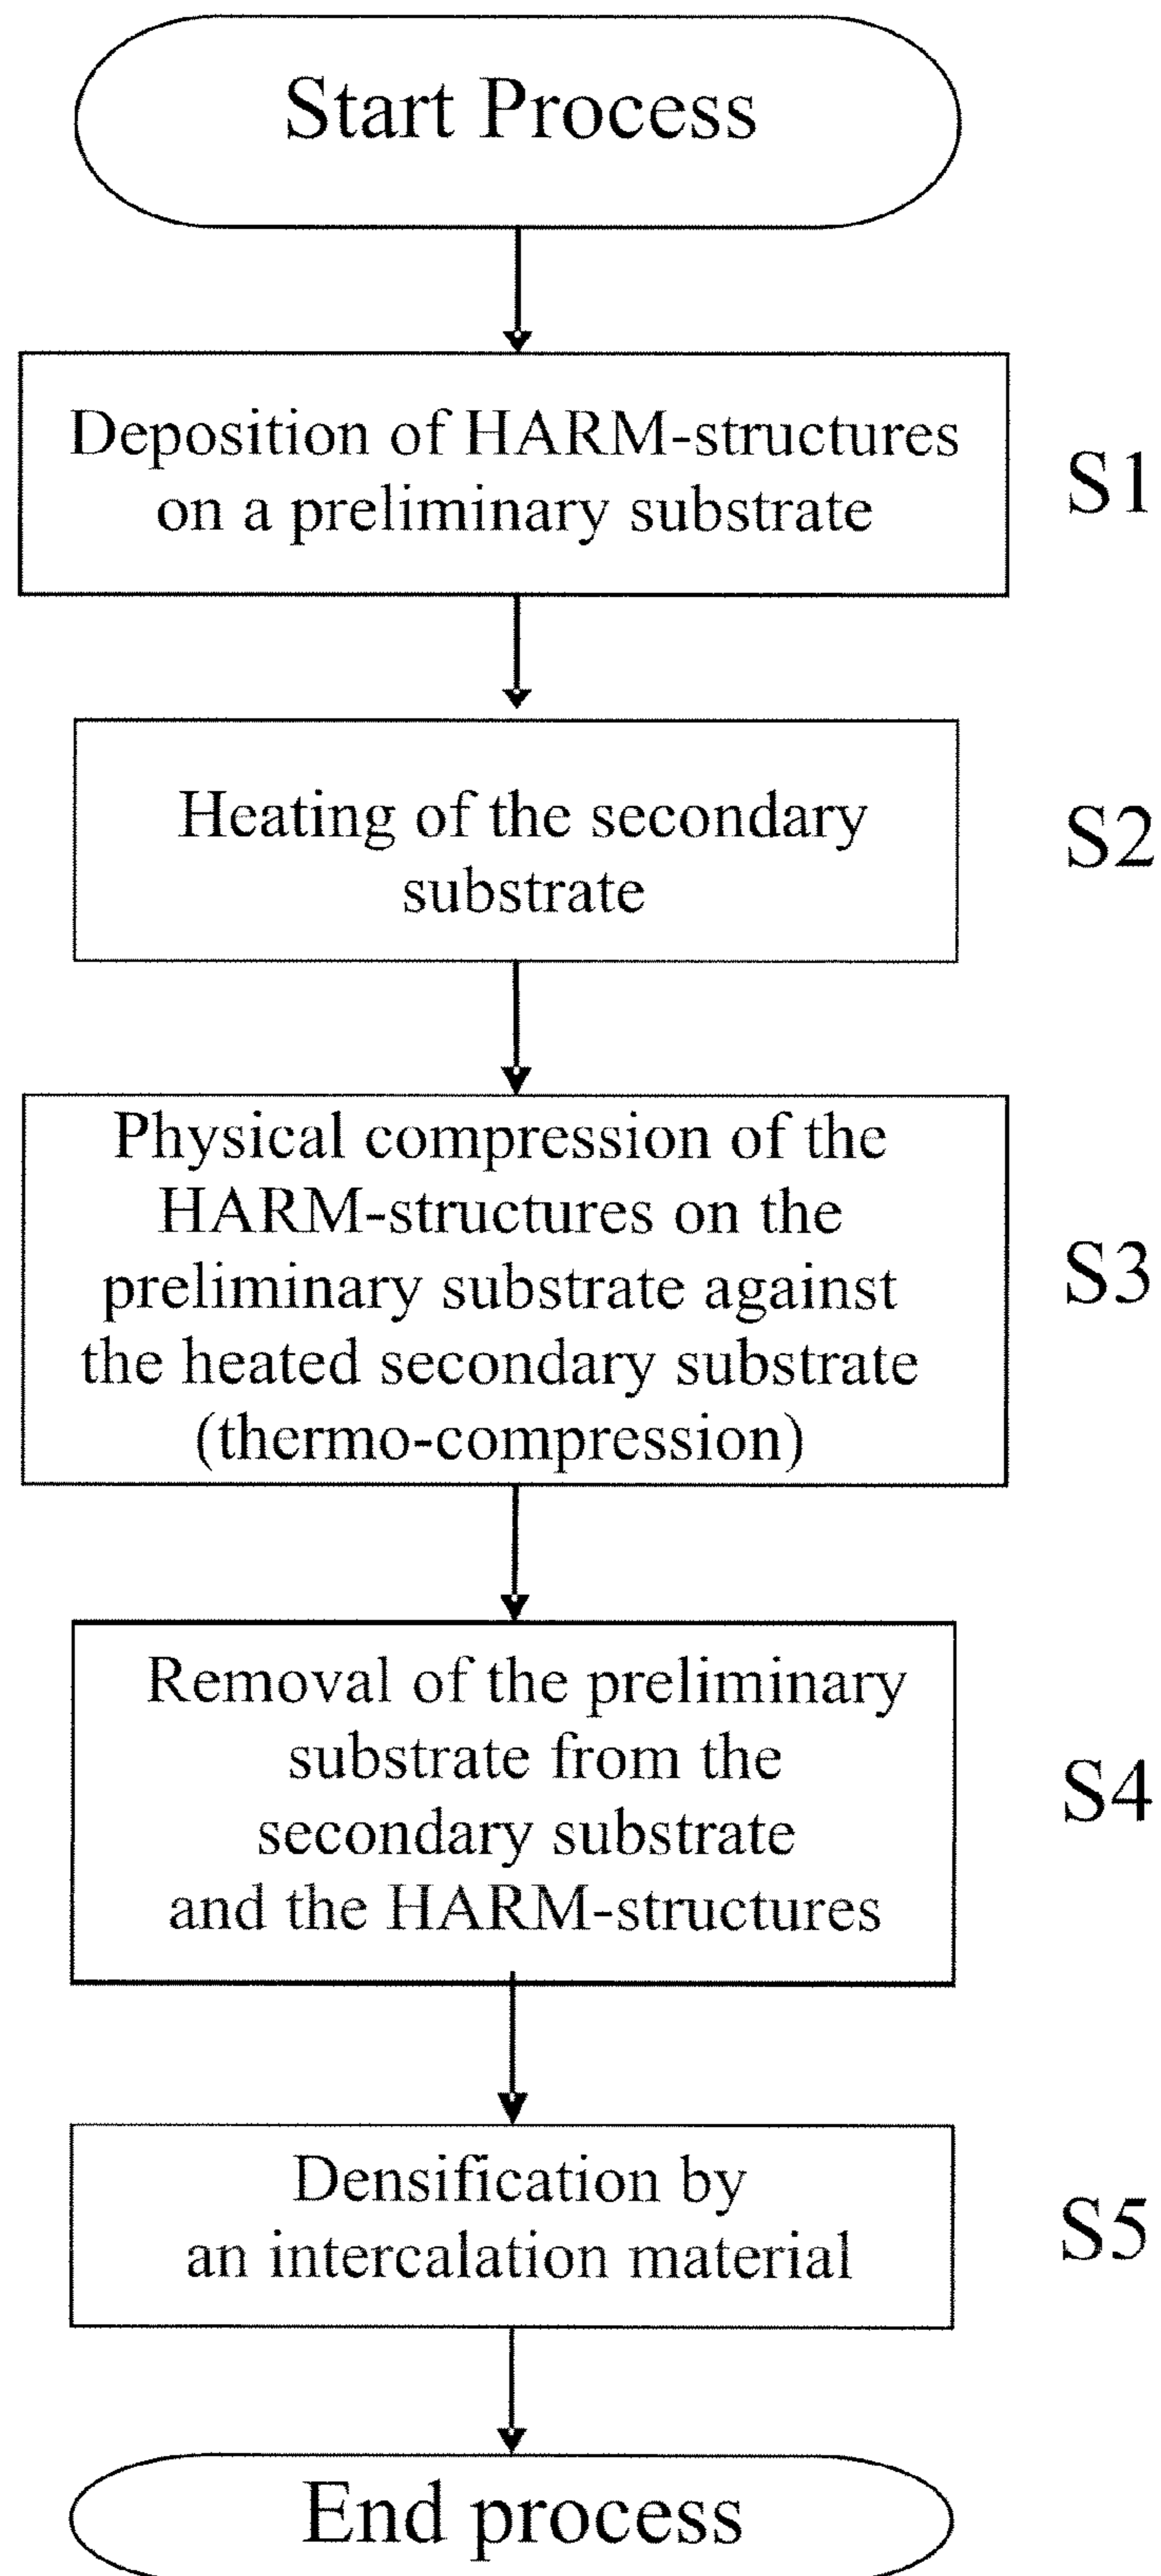 Start Process
Deposition of HARM-structures
on a preliminary substrate
S1
Heating of the secondary
substrate
S2
Physical compression of the
HARM-structures on the
preliminary substrate against
the heated secondary substrate
(thermo-compression)
S3
Removal of the preliminary
substrate from the
secondary substrate
and the HARM-structures
S4
Densification by
an intercalation material
S5
End process